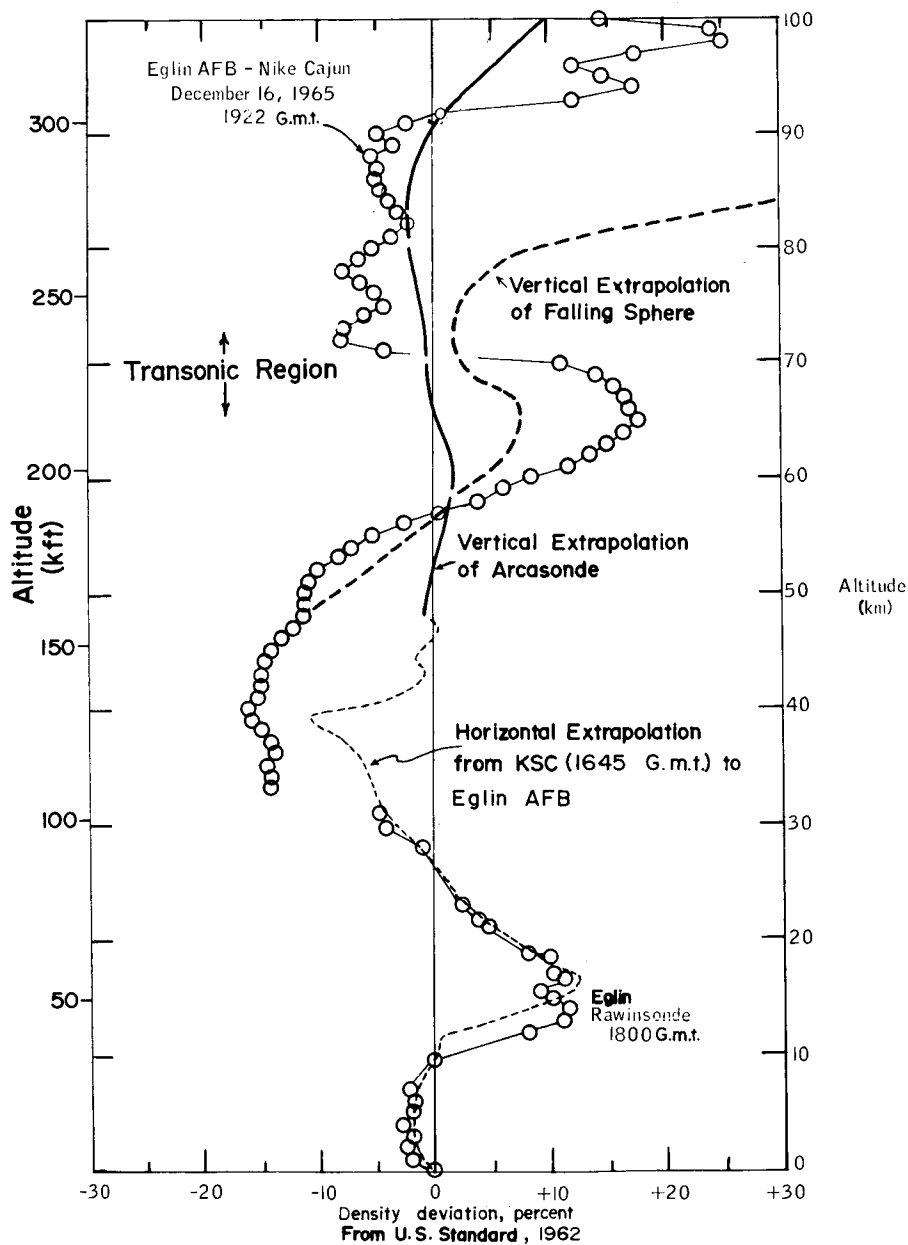 Eglin AFB - Nike Cajun
December 16, 1965
1922 G.m.t.
Vertical Extrapolation
of Falling Sphere
Transonic Region
Vertical Extrapolation
of Arcasonde
Horizontal Extrapolation
from KSC (1645 G.m.t.) to
Eglin AFB
Eglin
Rawinsonde
1800 G.m.t.
Altitude
(kft)
300
250
200
150
100
50
Altitude
(km)
100
90
80
70
60
50
40
30
20
10
0
-30 -20 -10 0 +10 +20 +30
Density deviation, percent
From U.S. Standard, 1962